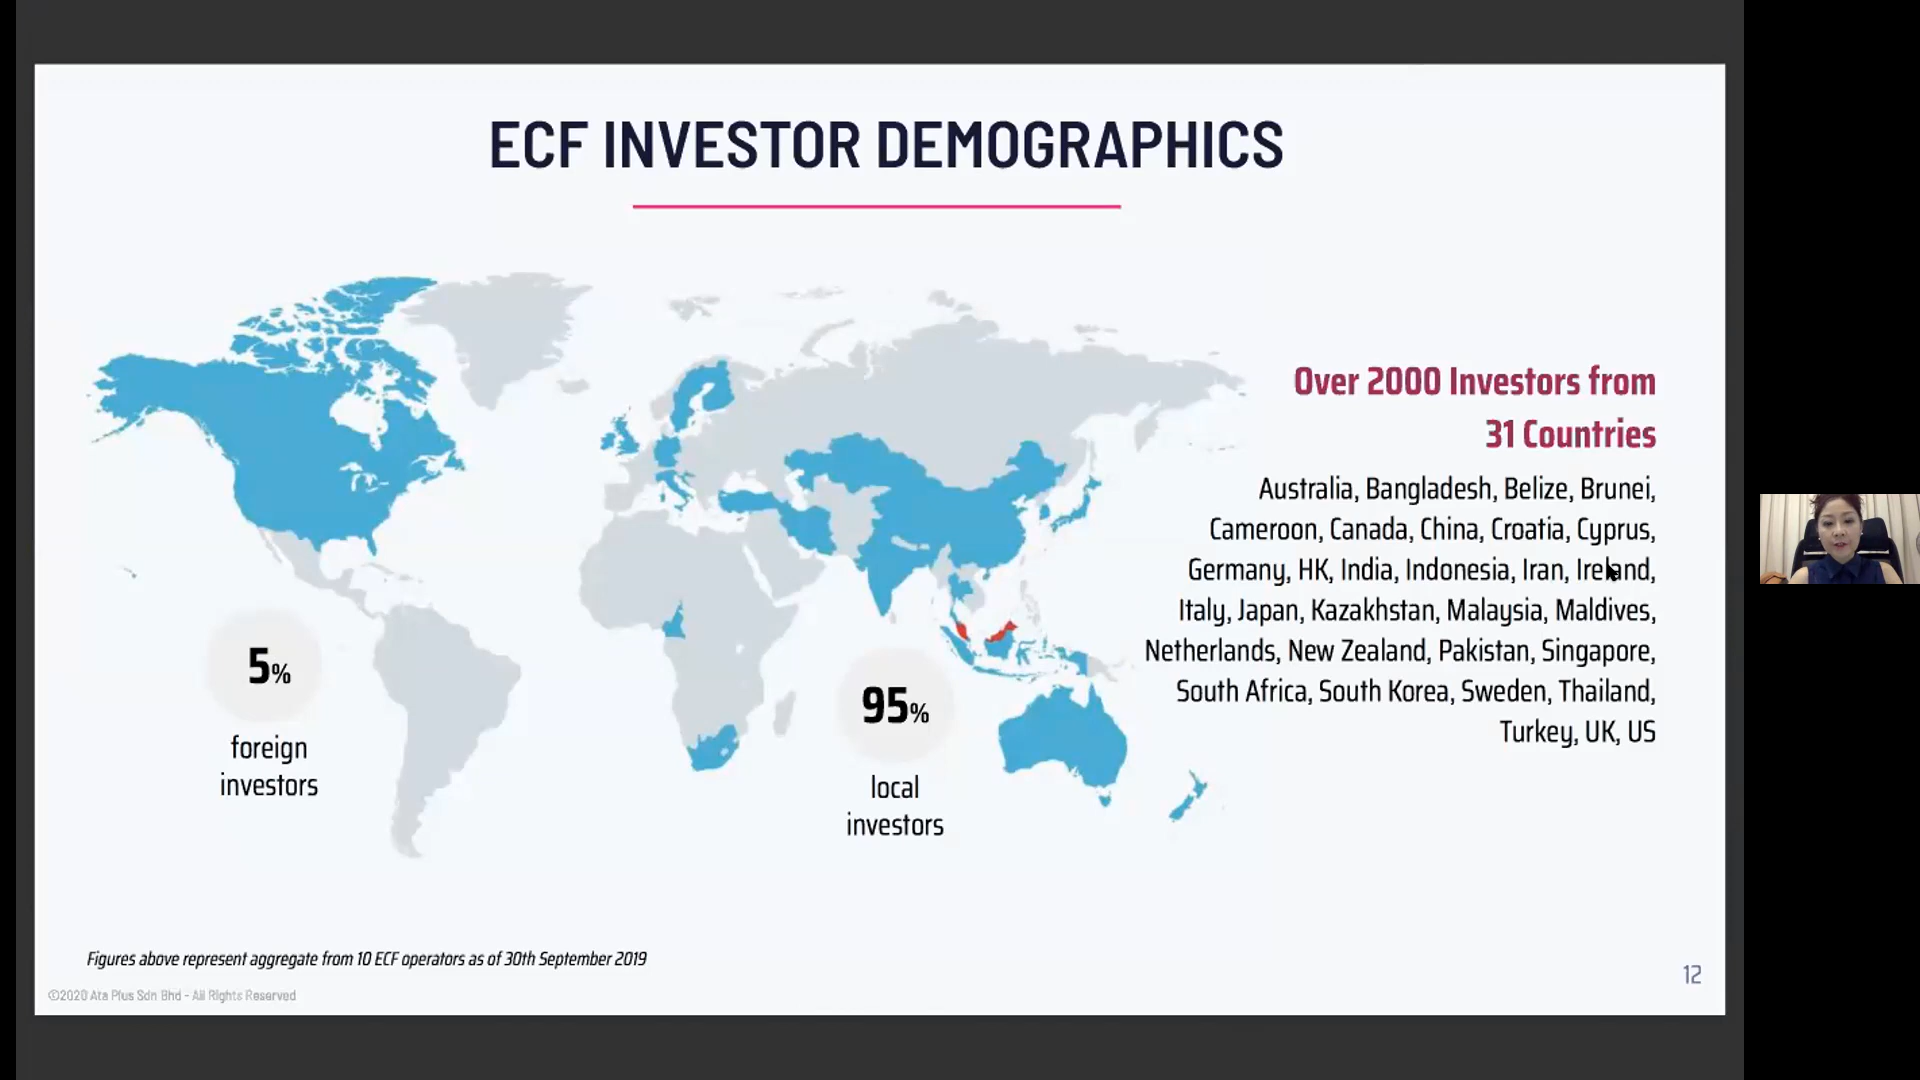 ECF INVESTOR DEMOGRAPHICS
Over 2000 Investors from
31 Countries
Australia, Bangladesh, Belize, Brunei,
Cameroon, Canada, China, Croatia, Cyprus,
Germany, HK, India, Indonesia, Iran, Ireland,
Italy, Japan, Kazakhstan, Malaysia, Maldives,
Netherlands, New Zealand, Pakistan, Singapore,
South Africa, South Korea, Sweden, Thailand,
Turkey, UK, US
5%
foreign
investors
95%
local
investors
Figures above represent aggregate from 10 ECF operators as of 30th September 2019
©2020 Ata Plus Sdn Bhd - All Rights Reserved
12